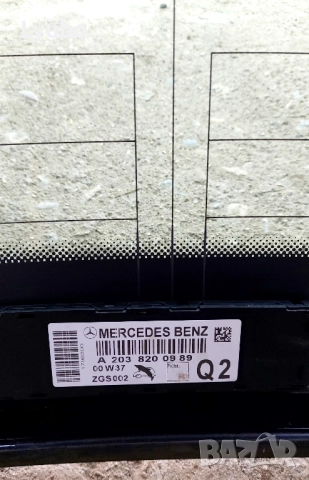 MERCEDES BENZ
A 203 820 09 89
00 W37
ZGS002
Q2
BAZAR